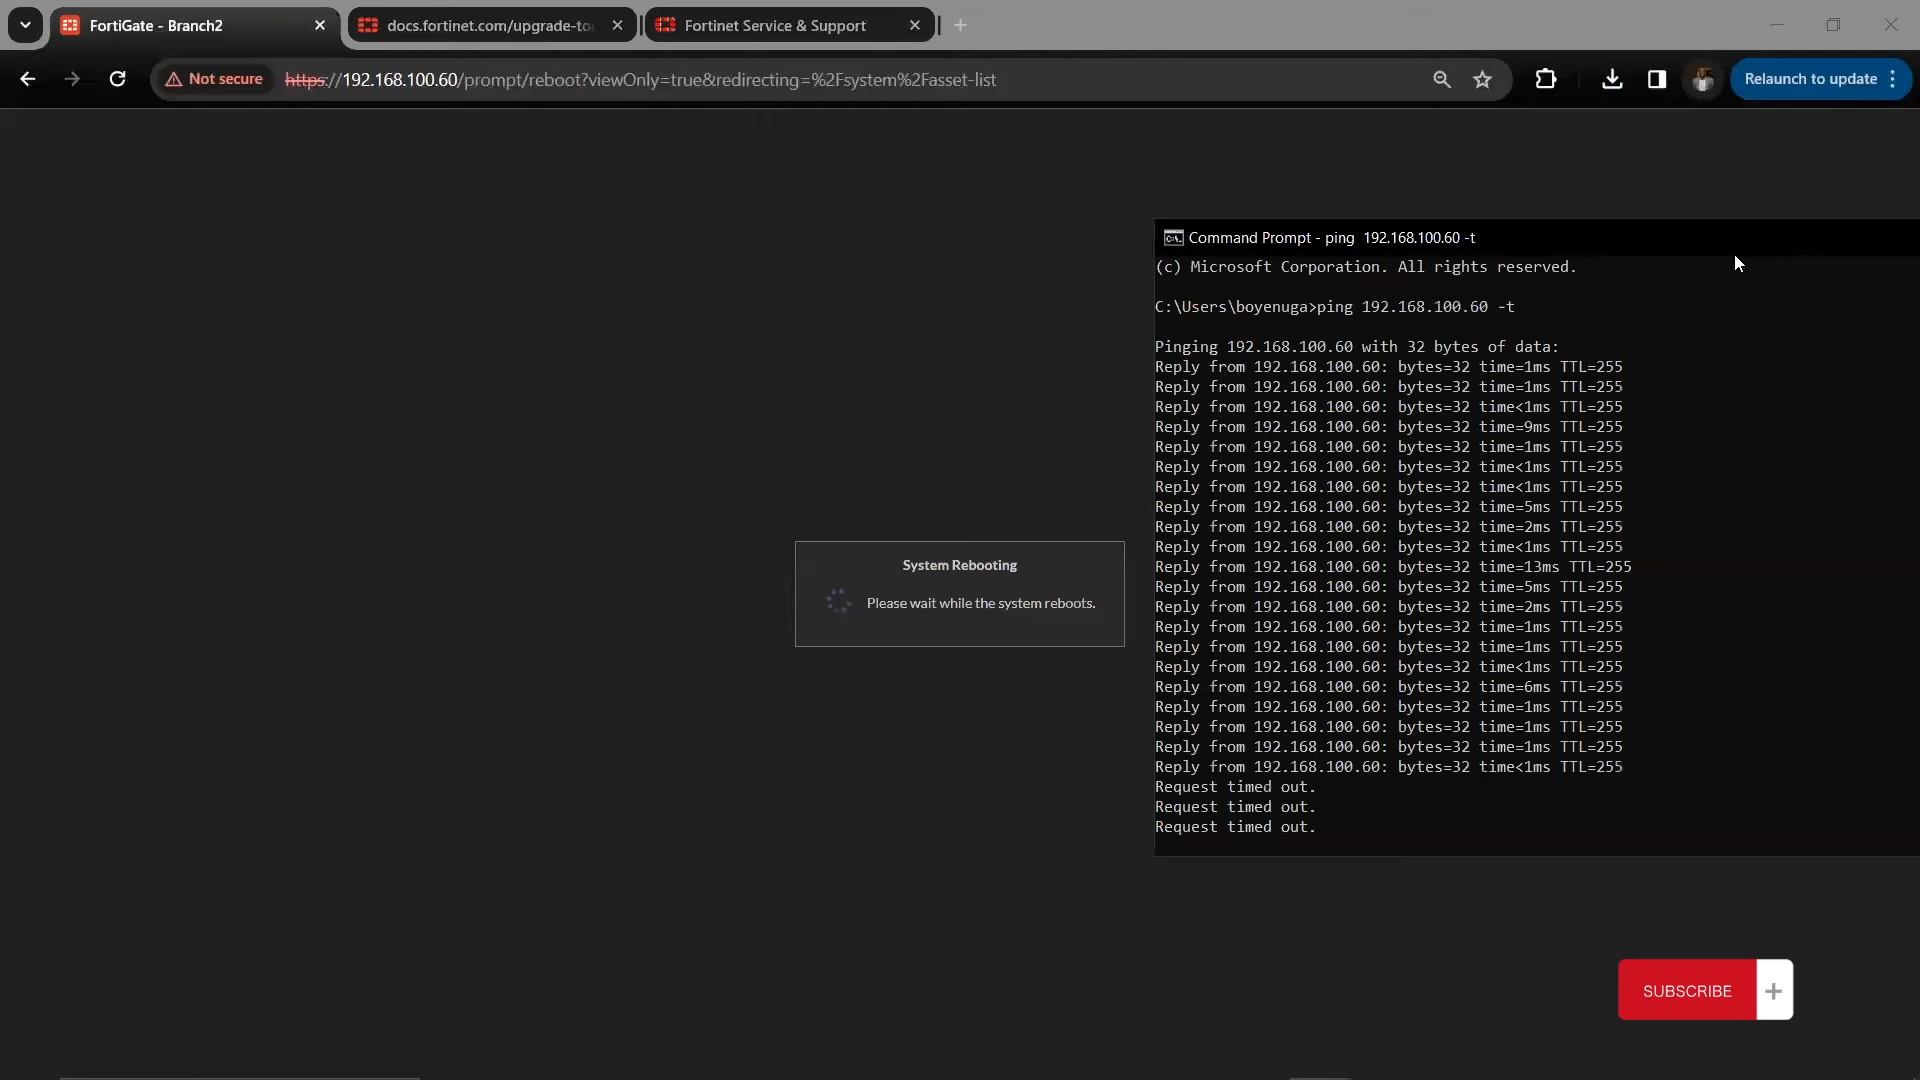 FortiGate - Branch2
docs.fortinet.com/upgrade-to
Fortinet Service & Support
Not secure
https://192.168.100.60/prompt/reboot?viewOnly=true&redirecting=%2Fsystem%2Fasset-list
Relaunch to update
Command Prompt - ping 192.168.100.60 -t
(c) Microsoft Corporation. All rights reserved.
C:\Users\boyenuga>ping 192.168.100.60 -t
Pinging 192.168.100.60 with 32 bytes of data:
Reply from 192.168.100.60: bytes=32 time=1ms TTL=255
Reply from 192.168.100.60: bytes=32 time=1ms TTL=255
Reply from 192.168.100.60: bytes=32 time<1ms TTL=255
Reply from 192.168.100.60: bytes=32 time=9ms TTL=255
Reply from 192.168.100.60: bytes=32 time=1ms TTL=255
Reply from 192.168.100.60: bytes=32 time<1ms TTL=255
Reply from 192.168.100.60: bytes=32 time<1ms TTL=255
Reply from 192.168.100.60: bytes=32 time=5ms TTL=255
Reply from 192.168.100.60: bytes=32 time=2ms TTL=255
Reply from 192.168.100.60: bytes=32 time<1ms TTL=255
Reply from 192.168.100.60: bytes=32 time=13ms TTL=255
Reply from 192.168.100.60: bytes=32 time=5ms TTL=255
Reply from 192.168.100.60: bytes=32 time=2ms TTL=255
Reply from 192.168.100.60: bytes=32 time=1ms TTL=255
Reply from 192.168.100.60: bytes=32 time=1ms TTL=255
Reply from 192.168.100.60: bytes=32 time<1ms TTL=255
Reply from 192.168.100.60: bytes=32 time=6ms TTL=255
Reply from 192.168.100.60: bytes=32 time=1ms TTL=255
Reply from 192.168.100.60: bytes=32 time=1ms TTL=255
Reply from 192.168.100.60: bytes=32 time=1ms TTL=255
Reply from 192.168.100.60: bytes=32 time<1ms TTL=255
Request timed out.
Request timed out.
Request timed out.
System Rebooting
Please wait while the system reboots.
SUBSCRIBE